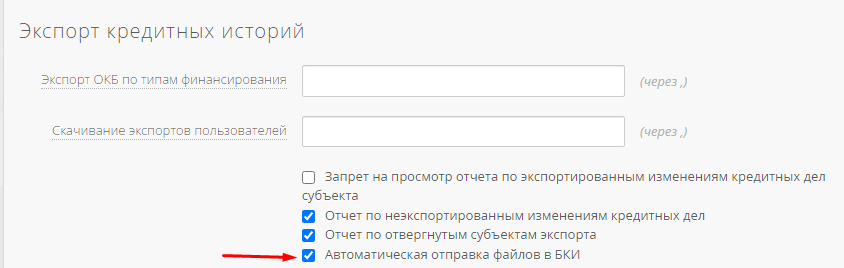 Экспорт кредитных историй
Экспорт ОКБ по типам финансирования
(через ,)
Скачивание экспортов пользователей
(через ,)
Запрет на просмотр отчета по экспортированным изменениям кредитных дел
субъекта
Отчет по неэкспортированным изменениям кредитных дел
Отчет по отвергнутым субъектам экспорта
Автоматическая отправка файлов в БКИ